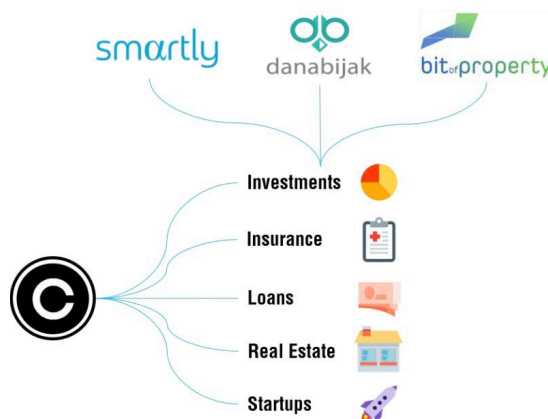 smartly
danabijak
bitofproperty
Investments
Insurance
Loans
Real Estate
Startups
C